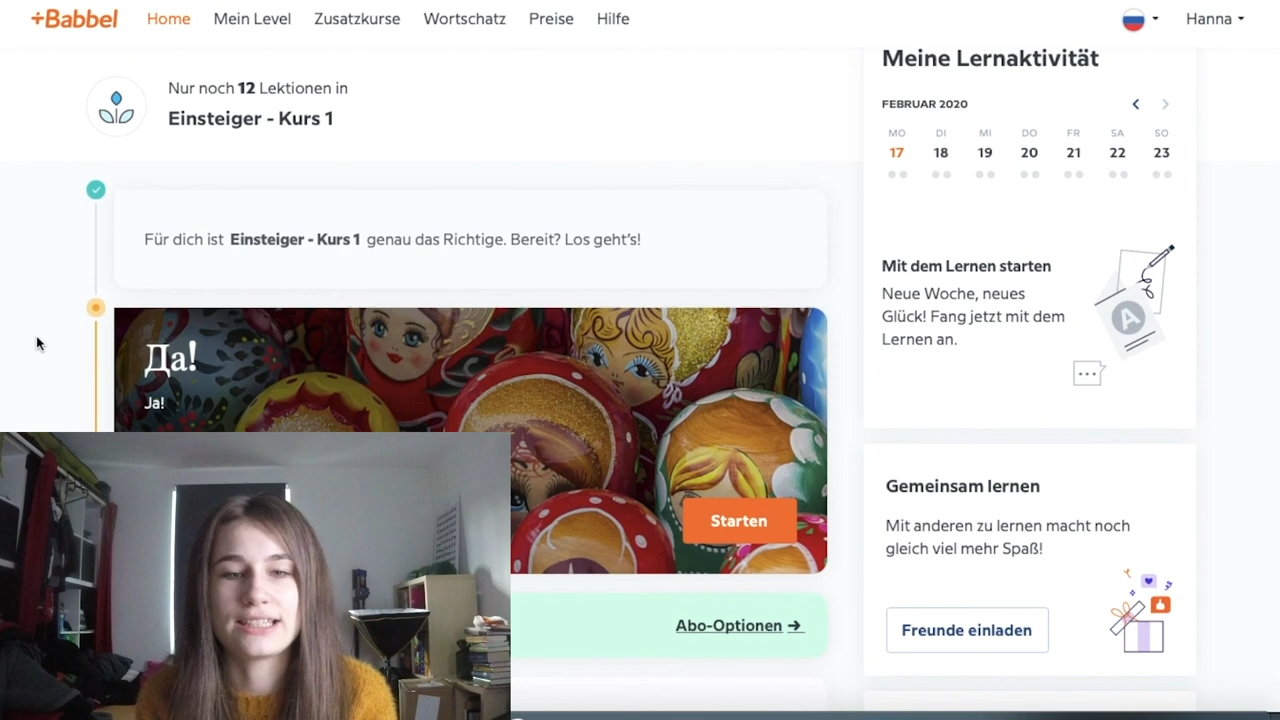 +Babbel
Home Mein Level Zusatzkurse Wortschatz Preise Hilfe
Hanna
Nur noch 12 Lektionen in
Einsteiger - Kurs 1
Für dich ist Einsteiger - Kurs 1 genau das Richtige. Bereit? Los geht's!
Да!
Ja!
Starten
Abo-Optionen →
Meine Lernaktivität
FEBRUAR 2020
MO DI MI DO FR SA SO
17 18 19 20 21 22 23
Mit dem Lernen starten
Neue Woche, neues
Glück! Fang jetzt mit dem
Lernen an.
A
Gemeinsam lernen
Mit anderen zu lernen macht noch
gleich viel mehr Spaß!
Freunde einladen